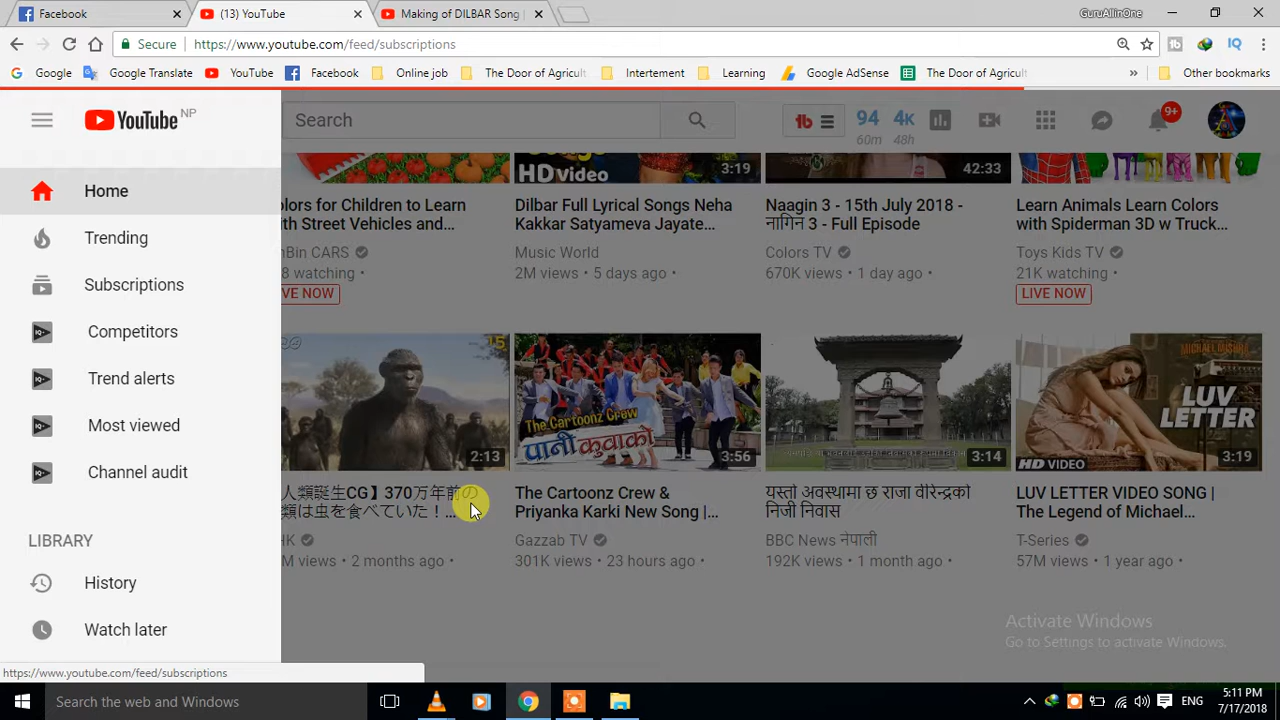 Facebook
(13) YouTube
Making of DILBAR Song |
GuruAllinOne
Secure
https://www.youtube.com/feed/subscriptions
Google
Google Translate
YouTube
Facebook
Online job
The Door of Agricult
Intertement
Learning
Google AdSense
The Door of Agricult
Other bookmarks
YouTube NP
Search
tb
94
60m
4K
48h
9+
Home
Trending
Subscriptions
Competitors
Trend alerts
Most viewed
Channel audit
LIBRARY
History
Watch later
olors for Children to Learn
th Street Vehicles and...
nBin CARS
8 watching ·
IVE NOW
HD Video
3:19
Dilbar Full Lyrical Songs Neha
Kakkar Satyameva Jayate...
Music World
2M views · 5 days ago ·
42:33
Naagin 3 - 15th July 2018 -
नागिन 3 - Full Episode
Colors TV
670K views · 1 day ago ·
Learn Animals Learn Colors
with Spiderman 3D w Truck...
Toys Kids TV
21K watching ·
LIVE NOW
15
2:13
人類誕生CG】370万年前の
類は虫を食べていた！...
HK
M views · 2 months ago ·
The Cartoonz Crew
पानी कुवाको
3:56
The Cartoonz Crew &
Priyanka Karki New Song |...
Gazzab TV
301K views · 23 hours ago ·
3:14
यस्तो अवस्थामा छ राजा वीरेन्द्रको
निजी निवास
BBC News नेपाली
192K views · 1 month ago ·
MICHAEL MISHRA
LUV
LETTER
HD VIDEO
3:19
LUV LETTER VIDEO SONG |
The Legend of Michael...
T-Series
57M views · 1 year ago ·
Activate Windows
Go to Settings to activate Windows.
https://www.youtube.com/feed/subscriptions
Search the web and Windows
ENG
5:11 PM
7/17/2018